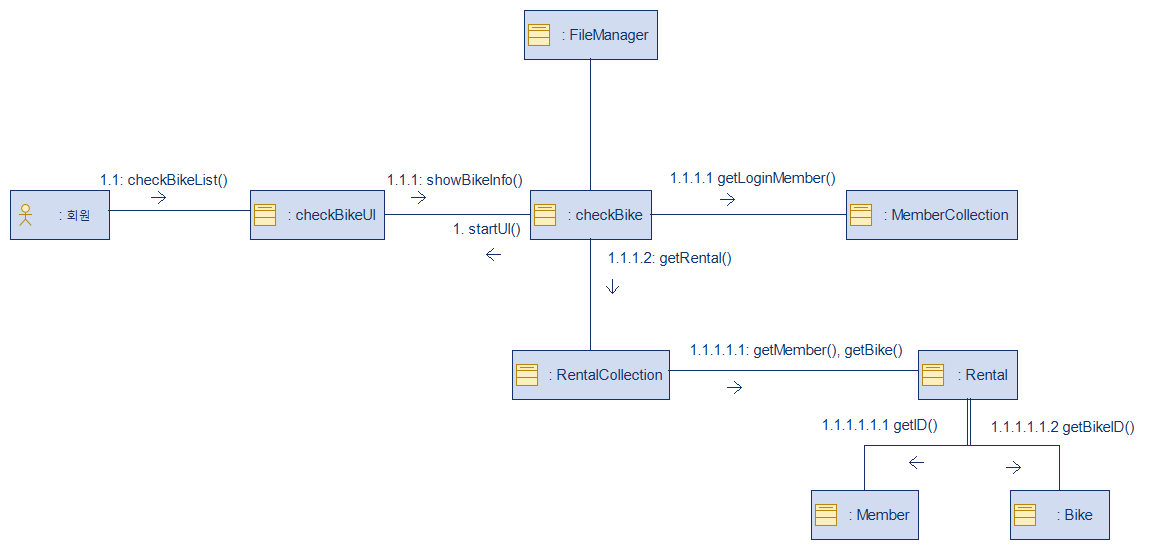 : FileManager
1.1: checkBikeList()
1.1.1: showBikeInfo()
1.1.1.1 getLoginMember()
: 회원
: checkBikeUI
: checkBike
: MemberCollection
1. startUI()
1.1.1.2: getRental()
1.1.1.1.1: getMember(), getBike()
: RentalCollection
: Rental
1.1.1.1.1.1 getID()
1.1.1.1.1.2 getBikeID()
: Member
: Bike